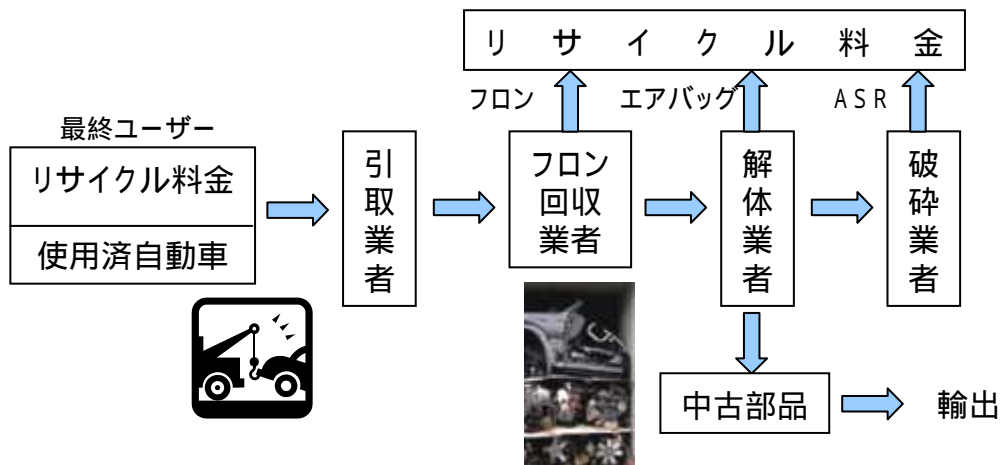 リサイクル料金
フロン
エアバッグ
ASR
最終ユーザー
リサイクル料金
使用済自動車
引取業者
フロン
回収
業者
解体業者
破砕業者
中古部品
輸出